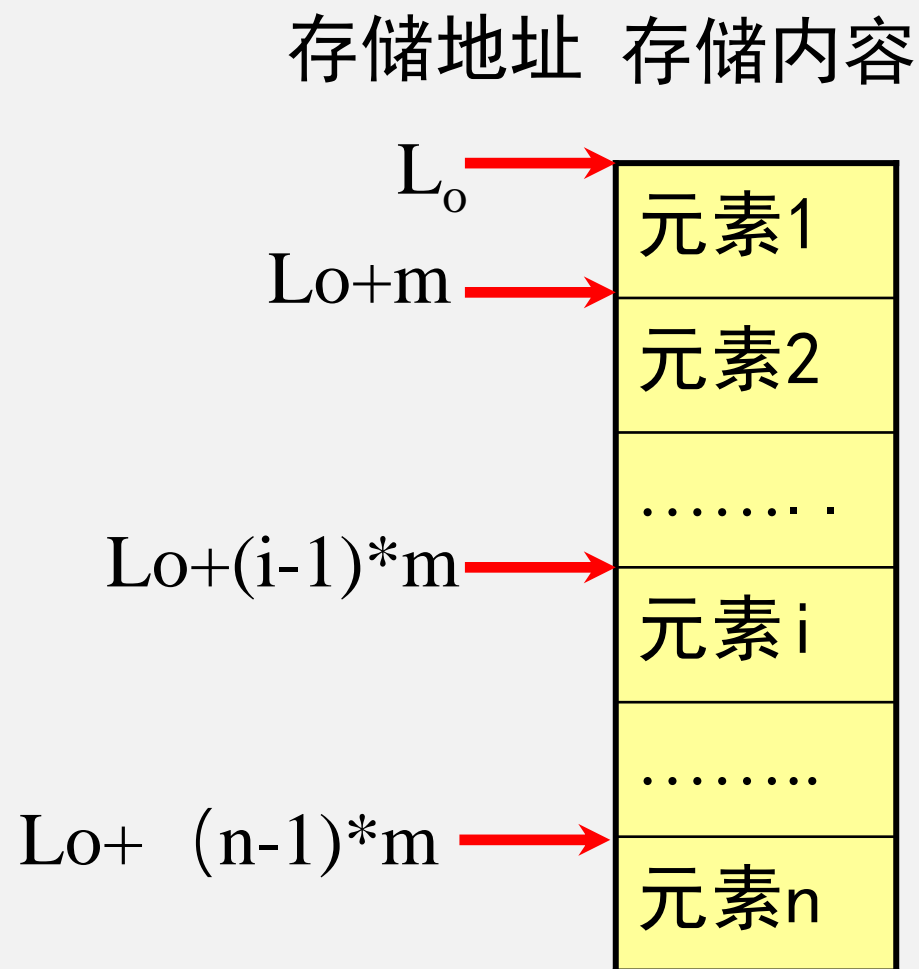 存储地址 存储内容
Lo
元素1
Lo+m
元素2
........
Lo+(i-1)*m
元素i
........
Lo+（n-1)*m
元素n